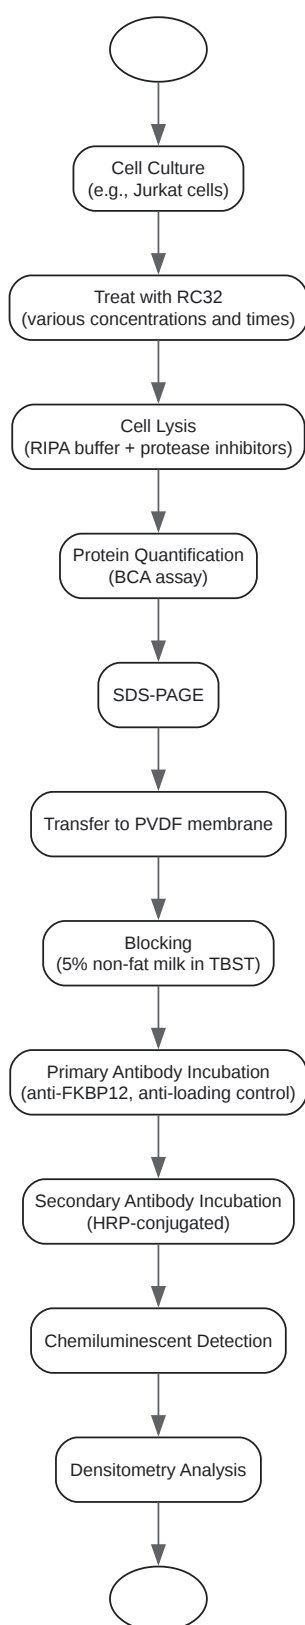 Cell Culture
(e.g., Jurkat cells)
Treat with RC32
(various concentrations and times)
Cell Lysis
(RIPA buffer + protease inhibitors)
Protein Quantification
(BCA assay)
SDS-PAGE
Transfer to PVDF membrane
Blocking
(5% non-fat milk in TBST)
Primary Antibody Incubation
(anti-FKBP12, anti-loading control)
Secondary Antibody Incubation
(HRP-conjugated)
Chemiluminescent Detection
Densitometry Analysis